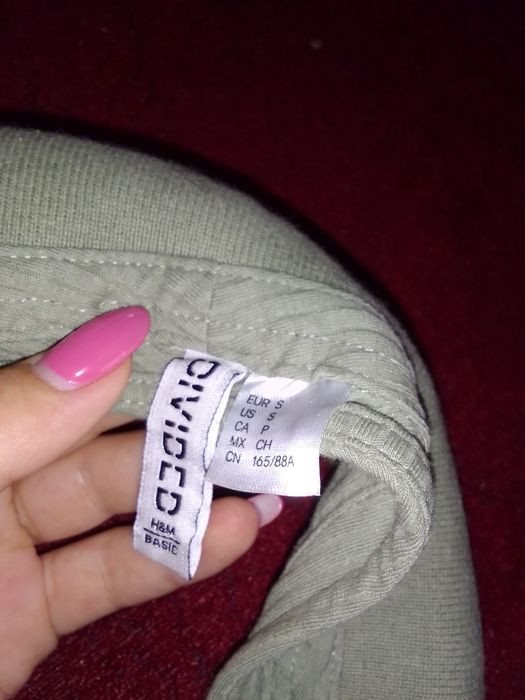 DIVIDED
H&M
BASIC
EUR S
US S
CA P
MX CH
CN 165/88A